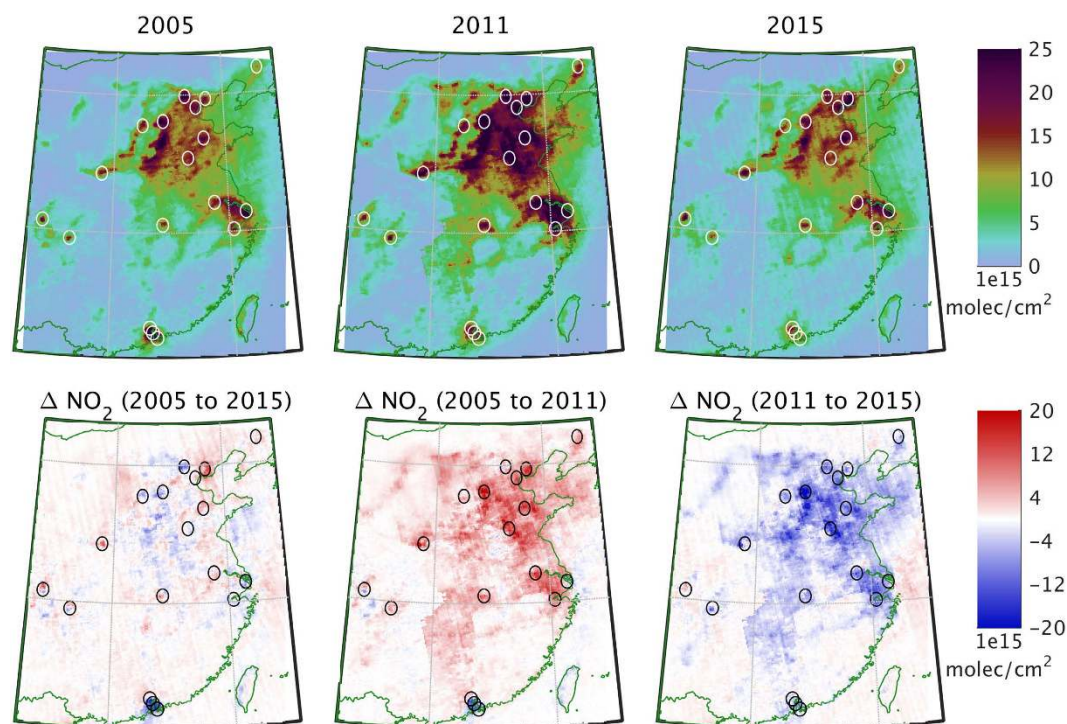 2005
2011
2015
25
20
15
10
5
0
1e15
molec/cm²
Δ NO₂ (2005 to 2015)
Δ NO₂ (2005 to 2011)
Δ NO₂ (2011 to 2015)
20
12
4
-4
-12
-20
1e15
molec/cm²